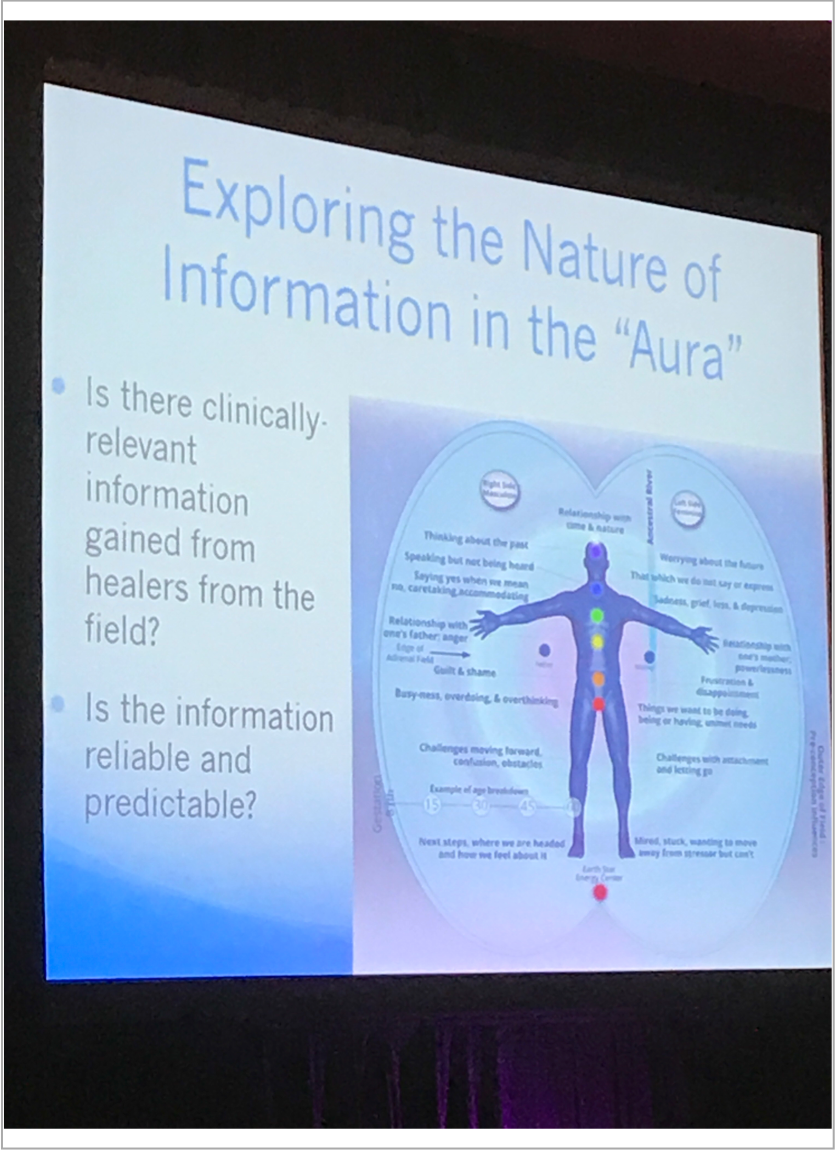 Exploring the Nature of
Information in the “Aura”
Is there clinically-
relevant
information
gained from
healers from the
field?
Is the information
reliable and
predictable?
Right Side
Masculine
Left Side
Feminine
Ancestral River
Relationship with
time & nature
Thinking about the past
Speaking but not being heard
Saying yes when we mean
no, caretaking, accommodating
Relationship with
one's father; anger
Edge of
Adrenal Field
Guilt & shame
Busy-ness, overdoing, & overthinking
Challenges moving forward,
confusion, obstacles
Example of age breakdown
15 30 45
Gestation
Next steps, where we are headed
and how we feel about it
Worrying about the future
That which we do not say or express
Sadness, grief, loss, & depression
Relationship with
one's mother;
powerlessness
Frustration &
disappointment
Things we want to be doing,
being or having, unmet needs
Challenges with attachment
and letting go
Mired, stuck, wanting to move
away from stressor but can't
Earth Star
Energy Center
Outer Edge of Field:
Pre-conception Influences